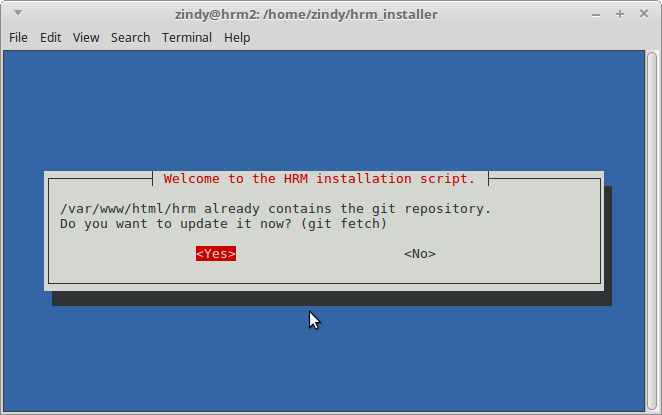 zindy@hrm2: /home/zindy/hrm_installer
File Edit View Search Terminal Help
Welcome to the HRM installation script.
/var/www/html/hrm already contains the git repository.
Do you want to update it now? (git fetch)
<Yes> <No>